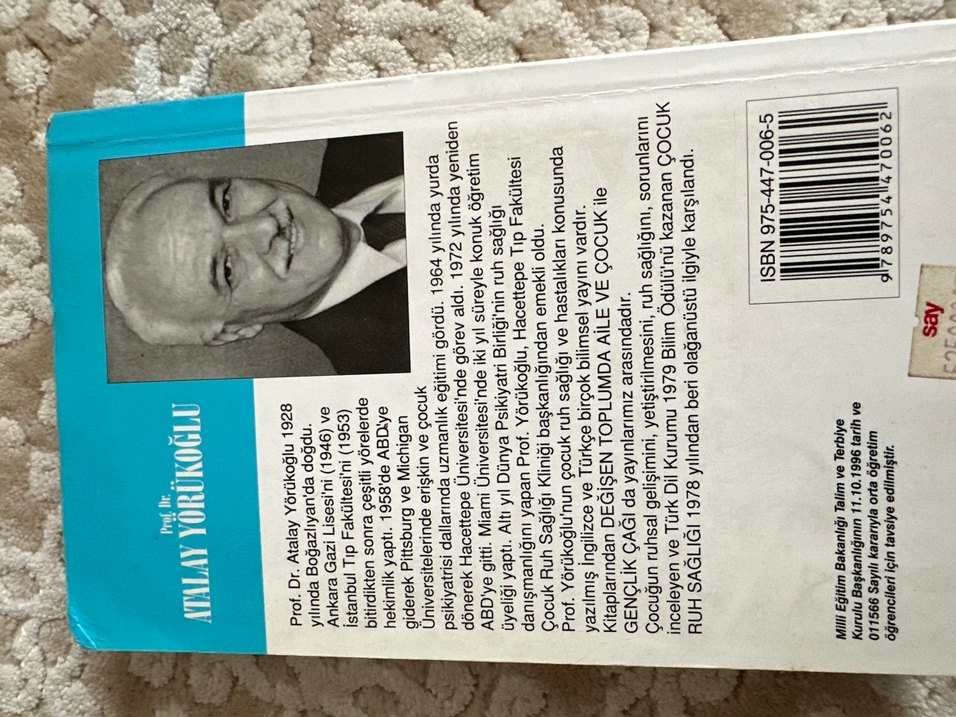 Prof. Dr.
ATALAY YÖRÜKOĞLU
Prof. Dr. Atalay Yörükoğlu 1928
yılında Boğazlıyan'da doğdu.
Ankara Gazi Lisesi'ni (1946) ve
İstanbul Tıp Fakültesi'ni (1953)
bitirdikten sonra çeşitli yörelerde
hekimlik yaptı. 1958'de ABD'ye
giderek Pittsburg ve Michigan
Üniversitelerinde erişkin ve çocuk
psikiyatrisi dallarında uzmanlık eğitimi gördü. 1964 yılında yurda
dönerek Hacettepe Üniversitesi'nde görev aldı. 1972 yılında yeniden
ABD'ye gitti. Miami Üniversitesi'nde iki yıl süreyle konuk öğretim
üyeliği yaptı. Altı yıl Dünya Psikiyatri Birliği'nin ruh sağlığı
danışmanlığını yapan Prof. Yörükoğlu, Hacettepe Tıp Fakültesi
Çocuk Ruh Sağlığı Kliniği başkanlığından emekli oldu.
Prof. Yörükoğlu'nun çocuk ruh sağlığı ve hastalıkları konusunda
yazılmış İngilizce ve Türkçe birçok bilimsel yayını vardır.
Kitaplarından DEĞİŞEN TOPLUMDA AİLE VE ÇOCUK ile
GENÇLİK ÇAĞI da yayınlarımız arasındadır.
Çocuğun ruhsal gelişimini, yetiştirilmesini, ruh sağlığını, sorunlarını
inceleyen ve Türk Dil Kurumu 1979 Bilim Ödülü'nü kazanan ÇOCUK
RUH SAĞLIĞI 1978 yılından beri olağanüstü ilgiyle karşılandı.
Milli Eğitim Bakanlığı Talim ve Terbiye
Kurulu Başkanlığının 11.10.1996 tarih ve
011566 Sayılı kararıyla orta öğretim
öğrencileri için tavsiye edilmiştir.
ISBN 975-447-006-5
9789754470062
say